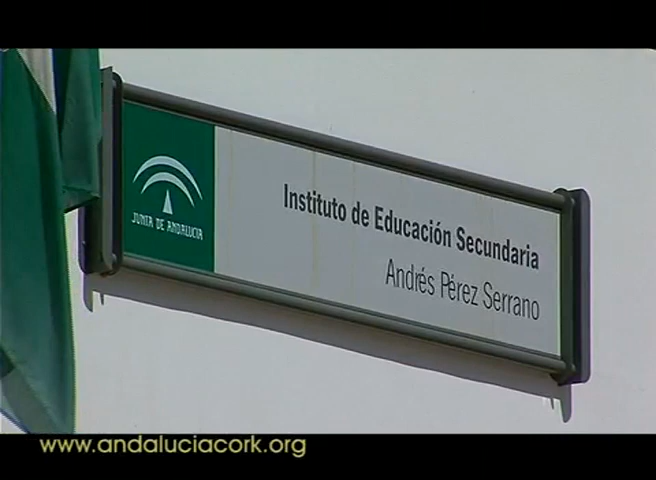 JUNTA DE ANDALUCIA
Instituto de Educación Secundaria
Andrés Pérez Serrano
www.andaluciacork.org